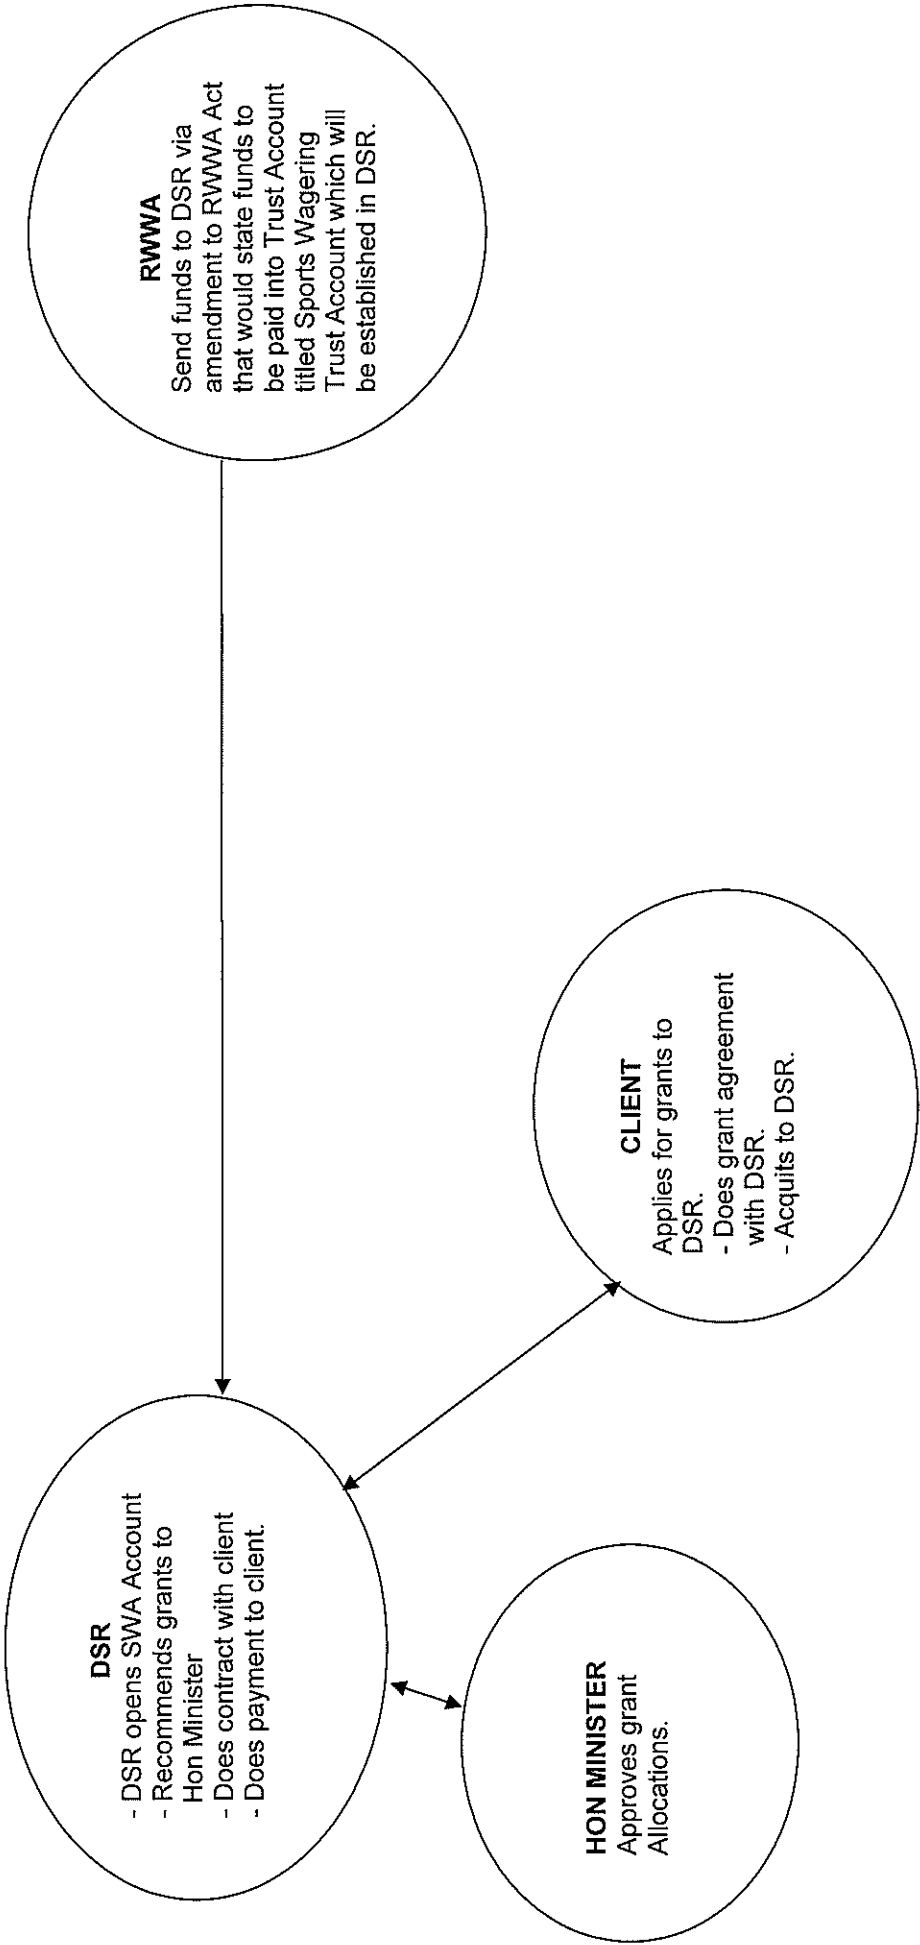 DSR
- DSR opens SWA Account
- Recommends grants to
Hon Minister
- Does contract with client
- Does payment to client.
RWWA
Send funds to DSR via
amendment to RWWA Act
that would state funds to
be paid into Trust Account
titled Sports Wagering
Trust Account which will
be established in DSR.
HON MINISTER
Approves grant
Allocations.
CLIENT
Applies for grants to
DSR.
- Does grant agreement
with DSR.
- Acquits to DSR.